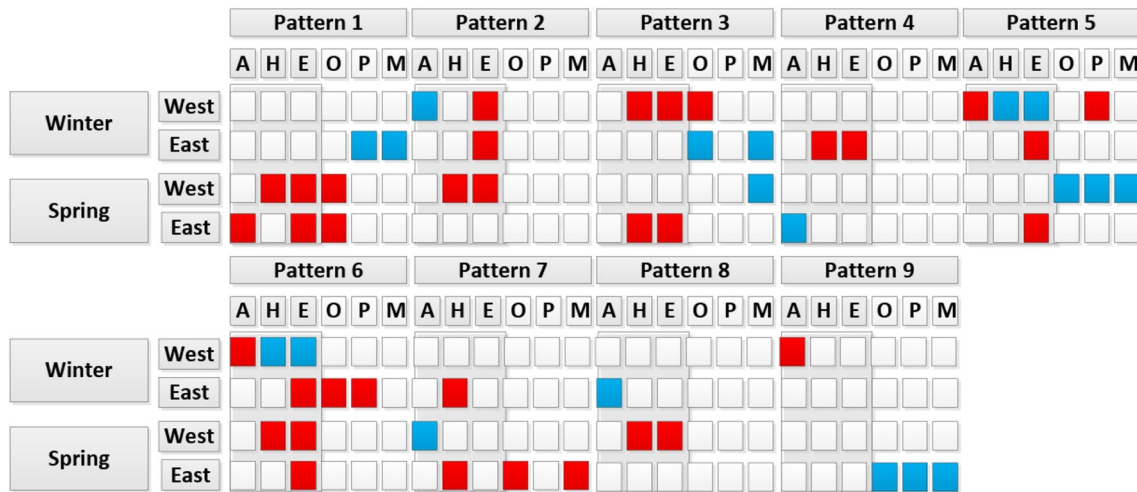 Pattern 1 Pattern 2 Pattern 3 Pattern 4 Pattern 5
A H E O P M A H E O P M A H E O P M A H E O P M A H E O P M
Winter West
East
Spring West
East
Pattern 6 Pattern 7 Pattern 8 Pattern 9
A H E O P M A H E O P M A H E O P M A H E O P M
Winter West
East
Spring West
East